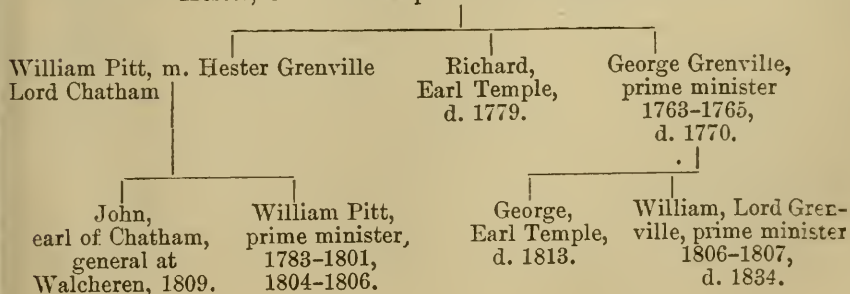 William Pitt, m. Hester Grenville
Lord Chatham
Richard,
Earl Temple,
d. 1779.
George Grenville,
prime minister
1763–1765,
d. 1770.
John,
earl of Chatham,
general at
Walcheren, 1809.
William Pitt,
prime minister,
1783–1801,
1804–1806.
George,
Earl Temple,
d. 1813.
William, Lord Gren-
ville, prime minister
1806–1807,
d. 1834.